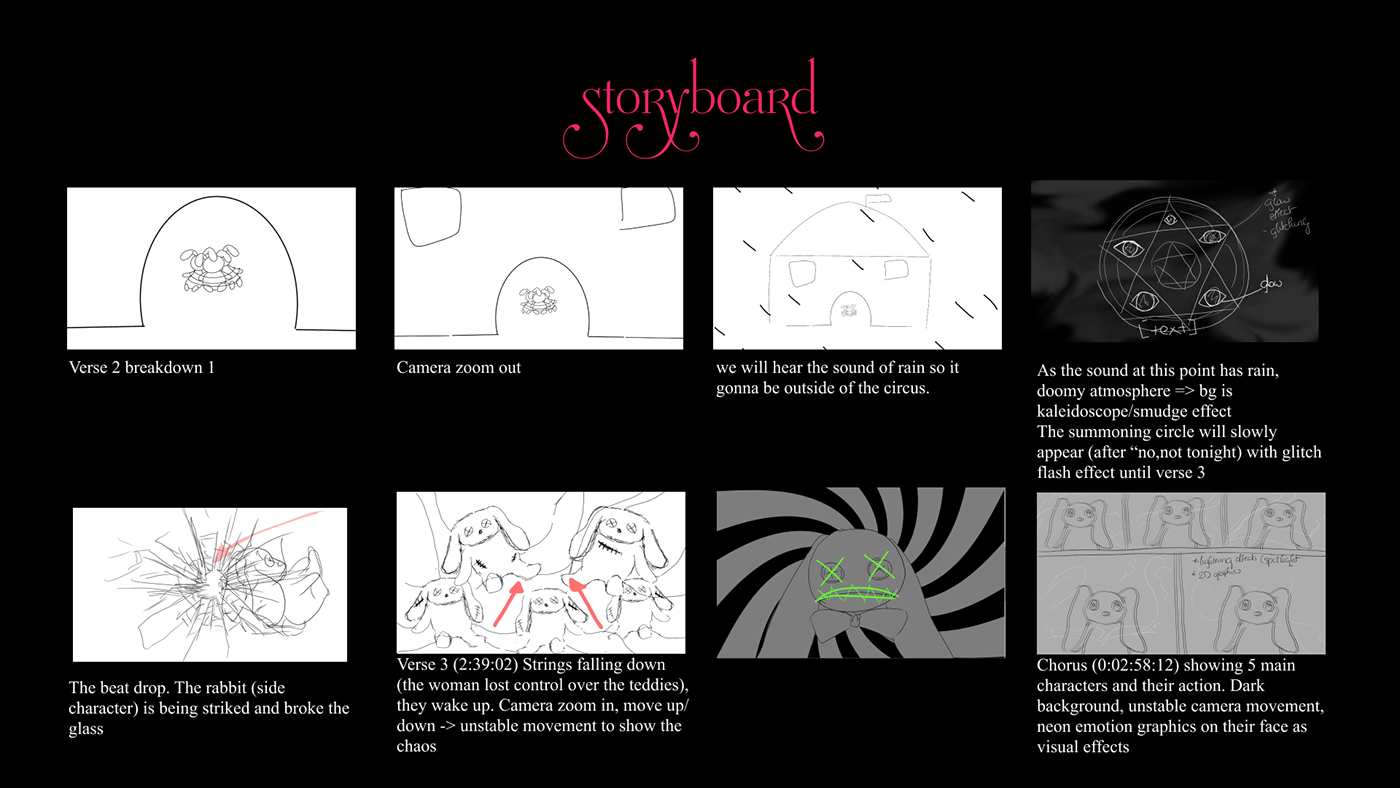 storyboard
Verse 2 breakdown 1
Camera zoom out
we will hear the sound of rain so it
gonna be outside of the circus.
+
glow
effect
- glitching
glow
[text]
As the sound at this point has rain,
doomy atmosphere => bg is
kaleidoscope/smudge effect
The summoning circle will slowly
appear (after “no,not tonight) with glitch
flash effect until verse 3
The beat drop. The rabbit (side
character) is being striked and broke the
glass
Verse 3 (2:39:02) Strings falling down
(the woman lost control over the teddies),
they wake up. Camera zoom in, move up/
down -> unstable movement to show the
chaos
+ lightning effects (spotlight
+ 2D graphic
Chorus (0:02:58:12) showing 5 main
characters and their action. Dark
background, unstable camera movement,
neon emotion graphics on their face as
visual effects